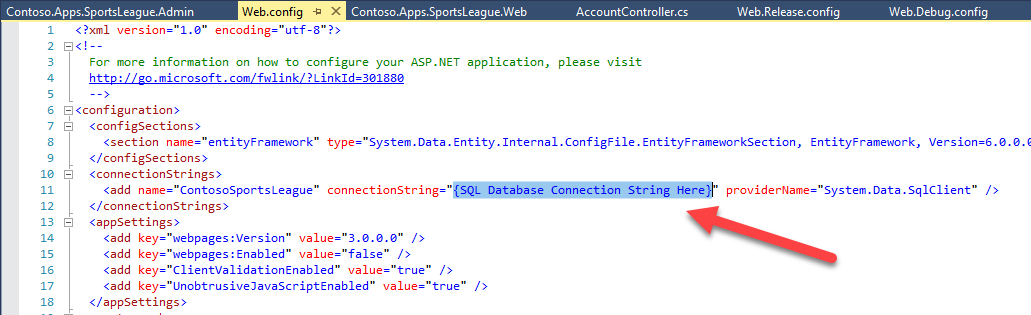 Contoso.Apps.SportsLeague.Admin Web.config Contoso.Apps.SportsLeague.Web AccountController.cs Web.Release.config Web.Debug.config
1 <?xml version="1.0" encoding="utf-8"?>
2 <!--
3 For more information on how to configure your ASP.NET application, please visit
4 http://go.microsoft.com/fwlink/?LinkId=301880
5 -->
6 <configuration>
7 <configSections>
8 <section name="entityFramework" type="System.Data.Entity.Internal.ConfigFile.EntityFrameworkSection, EntityFramework, Version=6.0.0.0
9 </configSections>
10 <connectionStrings>
11 <add name="ContosoSportsLeague" connectionString="{SQL Database Connection String Here}" providerName="System.Data.SqlClient" />
12 </connectionStrings>
13 <appSettings>
14 <add key="webpages:Version" value="3.0.0.0" />
15 <add key="webpages:Enabled" value="false" />
16 <add key="ClientValidationEnabled" value="true" />
17 <add key="UnobtrusiveJavaScriptEnabled" value="true" />
18 </appSettings>